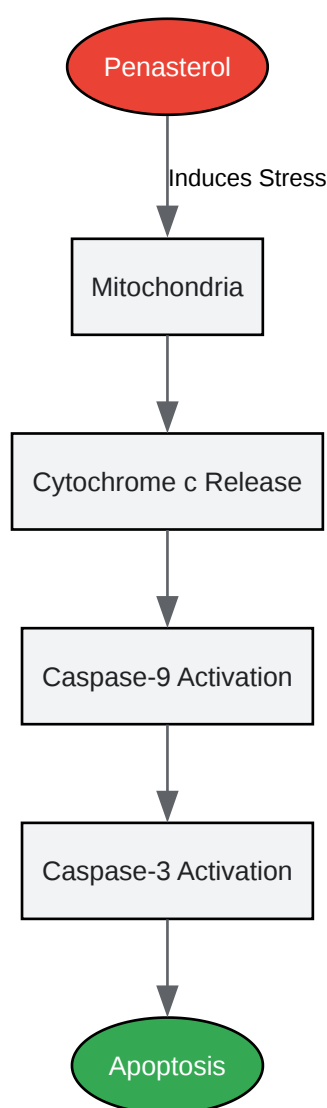 Penasterol
Induces Stress
Mitochondria
Cytochrome c Release
Caspase-9 Activation
Caspase-3 Activation
Apoptosis